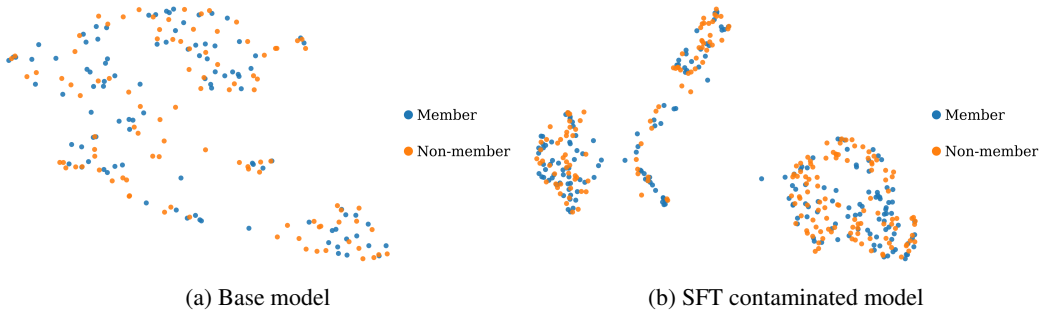 Member
Non-member
Member
Non-member
(a) Base model
(b) SFT contaminated model